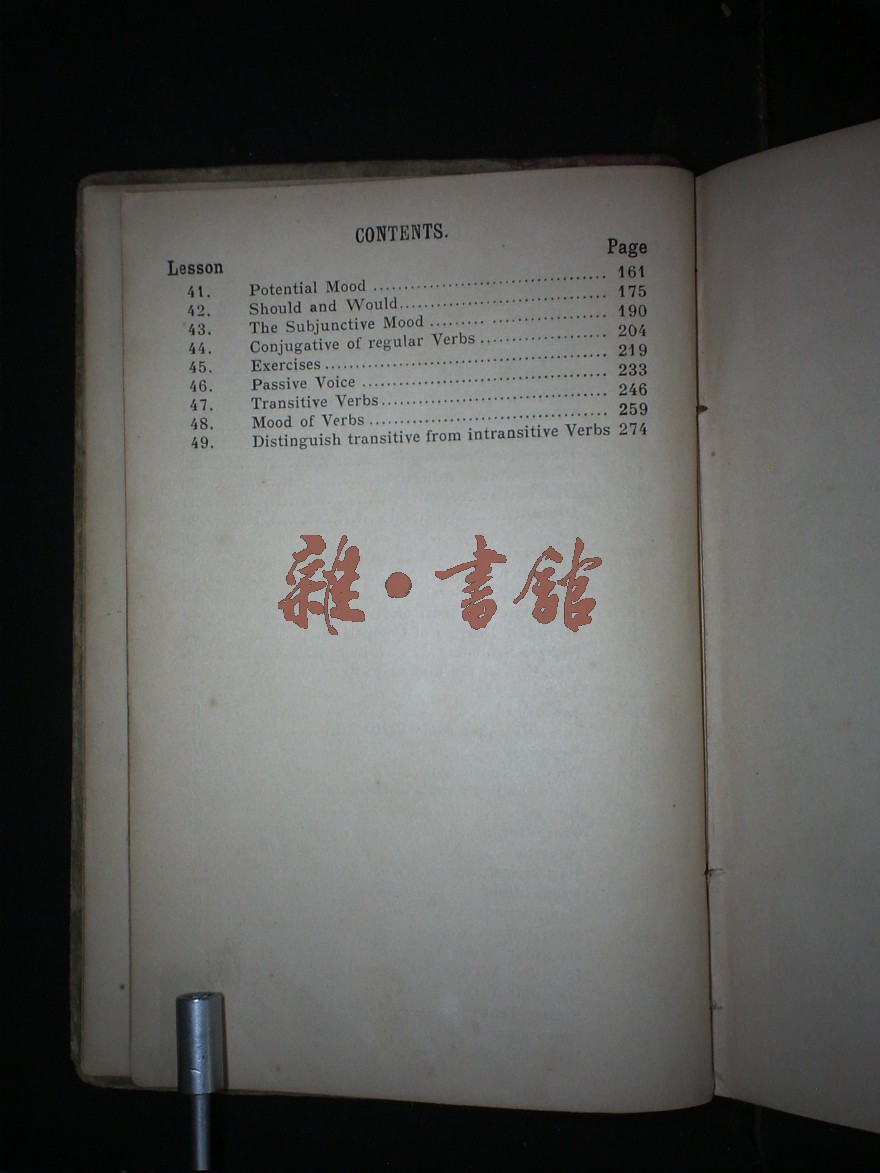 CONTENTS.
Lesson Page
41. Potential Mood ........................................ 161
42. Should and Would........................................ 175
43. The Subjunctive Mood ......... ..................... 190
44. Conjugative of regular Verbs ..................... 204
45. Exercises.................................................. 219
46. Passive Voice ........................................... 233
47. Transitive Verbs......................................... 246
48. Mood of Verbs .......................................... 259
49. Distinguish transitive from intransitive Verbs 274
雜·書館